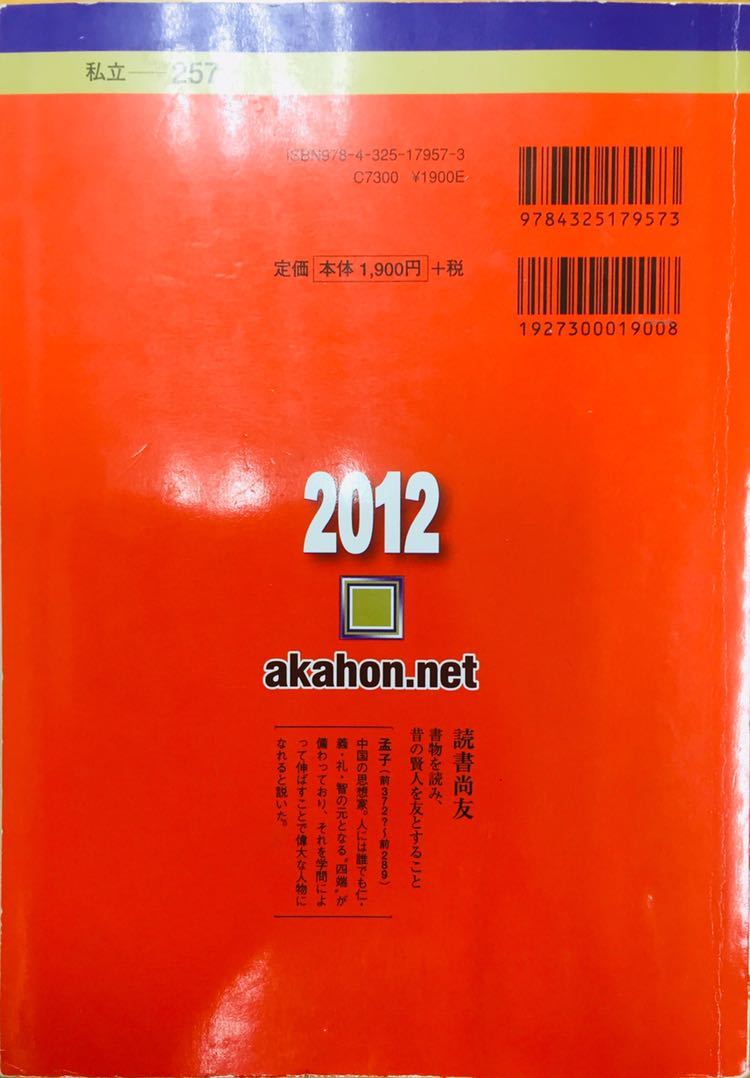 私立——257
ISBN978-4-325-17957-3
C7300 ¥1900E
9784325179573
定価 本体 1,900円 +税
1927300019008
2012
akahon.net
読書尚友
書物を読み、
昔の賢人を友とすること
孟子（前372?～前289）
中国の思想家。人には誰でも仁・
義・礼・智の元となる“四端”が
備わっており、それを学問によ
って伸ばすことで偉大な人物に
なれると説いた。